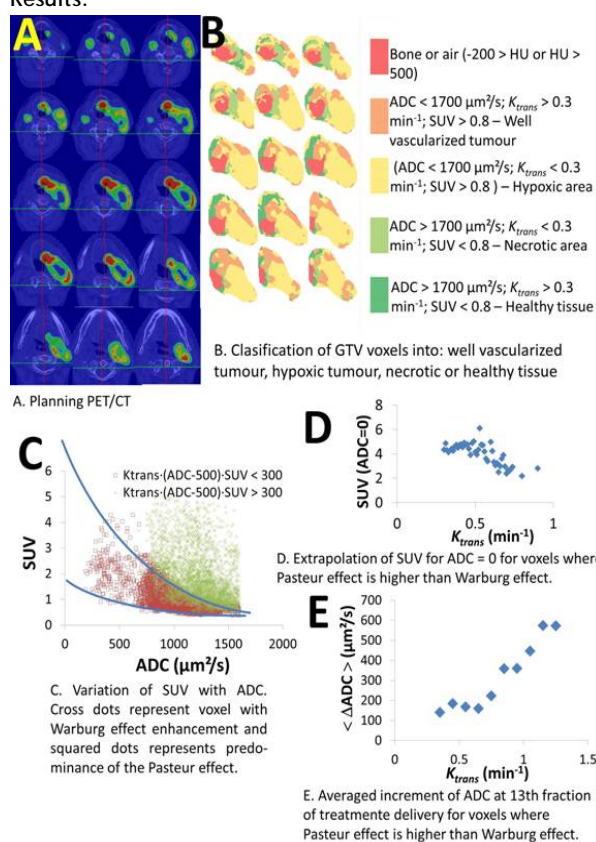 Results:
A
B
Bone or air (-200 > HU or HU >
500)
ADC < 1700 µm²/s; Ktrans > 0.3
min⁻¹; SUV > 0.8 – Well
vascularized tumour
(ADC < 1700 µm²/s; Ktrans < 0.3
min⁻¹; SUV > 0.8 ) – Hypoxic area
ADC > 1700 µm²/s; Ktrans < 0.3
min⁻¹; SUV < 0.8 – Necrotic area
ADC > 1700 µm²/s; Ktrans > 0.3
min⁻¹; SUV < 0.8 – Healthy tissue
B. Clasification of GTV voxels into: well vascularized
tumour, hypoxic tumour, necrotic or healthy tissue
A. Planning PET/CT
C
Ktrans·(ADC-500)·SUV < 300
Ktrans·(ADC-500)·SUV > 300
SUV
6
5
4
3
2
1
0
0 500 1000 1500 2000
ADC (µm²/s)
C. Variation of SUV with ADC.
Cross dots represent voxel with
Warburg effect enhancement and
squared dots represents predo-
minance of the Pasteur effect.
D
SUV (ADC=0)
8
6
4
2
0
0 0.5 1
Ktrans (min⁻¹)
D. Extrapolation of SUV for ADC = 0 for voxels where
Pasteur effect is higher than Warburg effect.
E
< ΔADC > (µm²/s)
700
600
500
400
300
200
100
0
0 0.5 1 1.5
Ktrans (min⁻¹)
E. Averaged increment of ADC at 13th fraction
of treatmente delivery for voxels where
Pasteur effect is higher than Warburg effect.